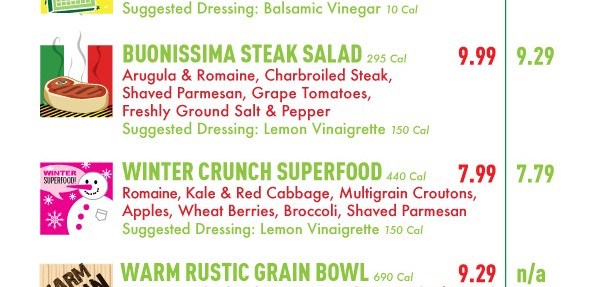 Suggested Dressing: Balsamic Vinegar 10 Cal
BUONISSIMA STEAK SALAD 295 Cal 9.99 9.29
Arugula & Romaine, Charbroiled Steak,
Shaved Parmesan, Grape Tomatoes,
Freshly Ground Salt & Pepper
Suggested Dressing: Lemon Vinaigrette 150 Cal
WINTER SUPERFOOD!
WINTER CRUNCH SUPERFOOD 440 Cal 7.99 7.79
Romaine, Kale & Red Cabbage, Multigrain Croutons,
Apples, Wheat Berries, Broccoli, Shaved Parmesan
Suggested Dressing: Lemon Vinaigrette 150 Cal
WARM
WARM RUSTIC GRAIN BOWL 690 Cal 9.29 n/a